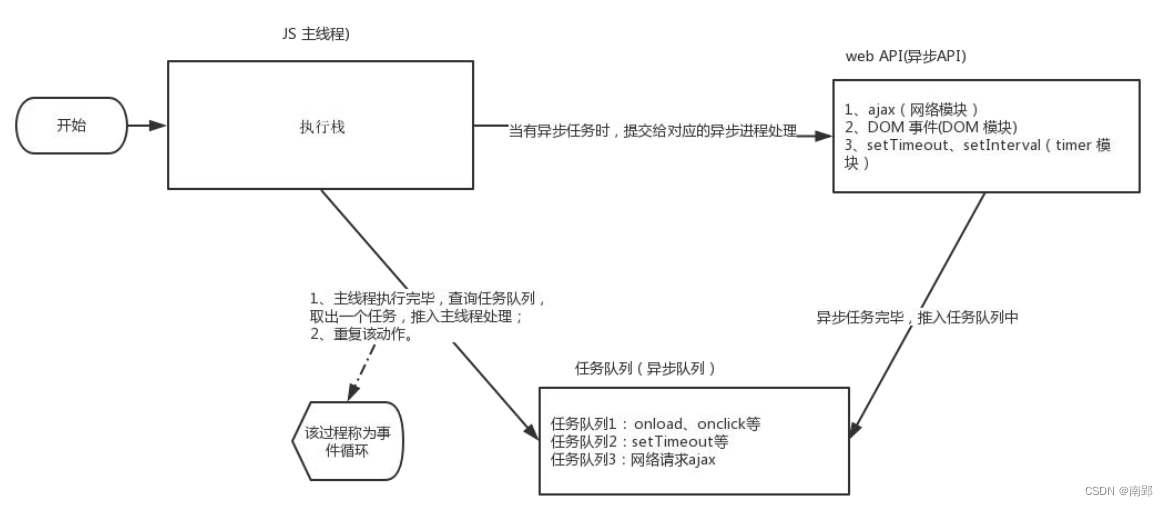 JS 主线程)
web API(异步API)
开始
执行栈
当有异步任务时，提交给对应的异步进程处理
1、ajax（网络模块）
2、DOM 事件(DOM 模块)
3、setTimeout、setInterval（timer 模
块）
1、主线程执行完毕，查询任务队列，
取出一个任务，推入主线程处理；
2、重复该动作。
异步任务完毕，推入任务队列中
任务队列（异步队列）
任务队列1： onload、onclick等
任务队列2：setTimeout等
任务队列3：网络请求ajax
该过程称为事
件循环
CSDN @南郢